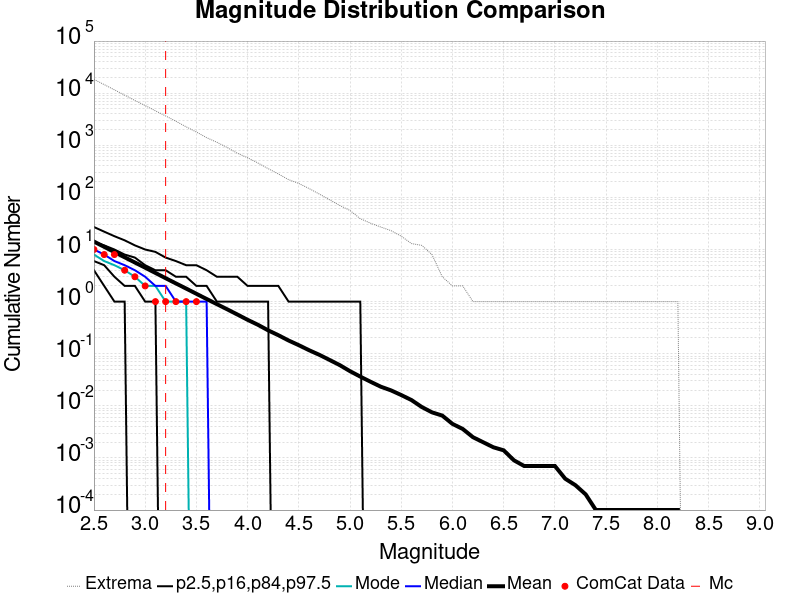 Magnitude Distribution Comparison
10 5
10 4
10 3
10 2
10 1
10 0
10 -1
10 -2
10 -3
10 -4
Cumulative Number
2.5 3.0 3.5 4.0 4.5 5.0 5.5 6.0 6.5 7.0 7.5 8.0 8.5 9.0
Magnitude
Extrema p2.5,p16,p84,p97.5 Mode Median Mean ComCat Data Mc